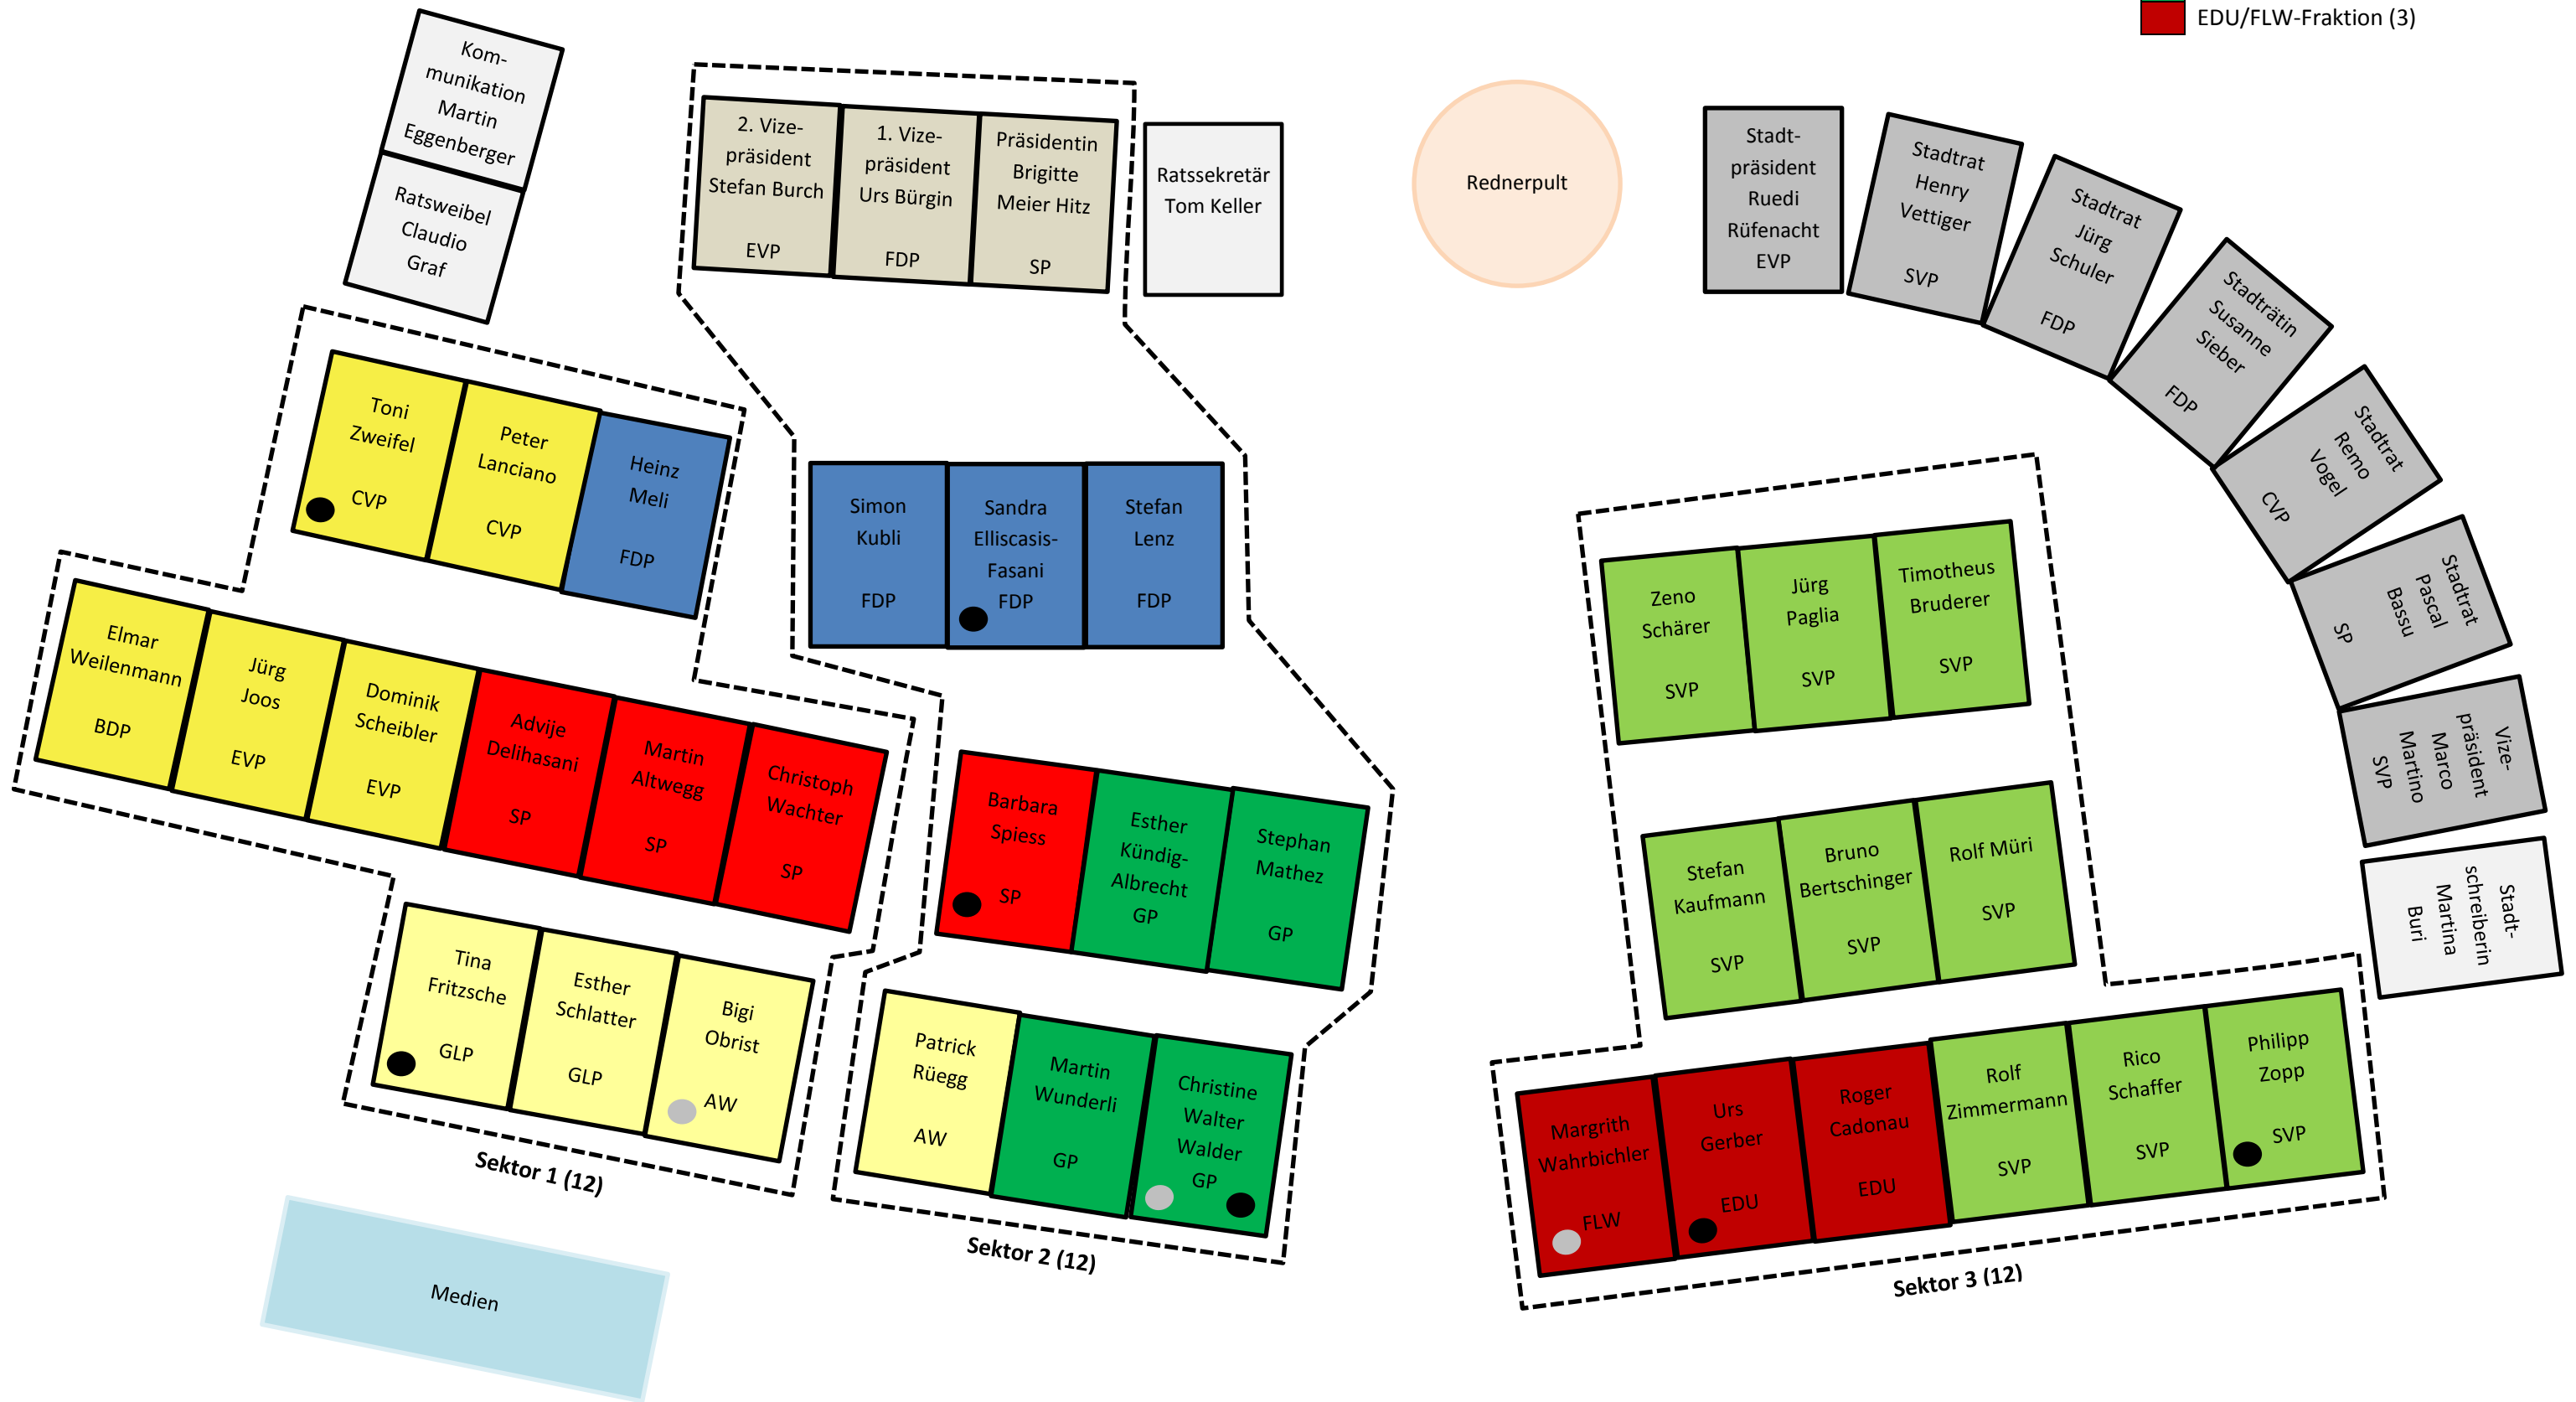 EDU/FLW-Fraktion (3)
Kom-
munikation
Martin
Eggenberger
Ratsweibel
Claudio
Graf
2. Vize-
präsident
Stefan Burch
EVP
1. Vize-
präsident
Urs Bürgin
FDP
Präsidentin
Brigitte
Meier Hitz
SP
Ratssekretär
Tom Keller
Rednerpult
Stadt-
präsident
Ruedi
Rüfenacht
EVP
Stadtrat
Henry
Vettiger
SVP
Stadtrat
Jürg
Schuler
FDP
Stadträtin
Susanne
Sieber
FDP
Stadtrat
Remo
Vogel
CVP
Stadtrat
Pascal
Basu
SP
Vize-
präsident
Marco
Martino
SVP
Stadt-
schreiberin
Martina
Buri
Toni
Zweifel
CVP
Peter
Lanciano
CVP
Heinz
Meli
FDP
Elmar
Weilenmann
BDP
Jürg
Joos
EVP
Dominik
Scheibler
EVP
Advije
Delihasani
SP
Martin
Altwegg
SP
Christoph
Wachter
SP
Tina
Fritzsche
GLP
Esther
Schlatter
GLP
Bigi
Obrist
AW
Sektor 1 (12)
Medien
Simon
Kubli
FDP
Sandra
Elliscasis-
Fasani
FDP
Stefan
Lenz
FDP
Barbara
Spiess
SP
Esther
Kündig-
Albrecht
GP
Stephan
Mathez
GP
Patrick
Rüegg
AW
Martin
Wunderli
GP
Christine
Walter
Walder
GP
Sektor 2 (12)
Zeno
Schärer
SVP
Jürg
Paglia
SVP
Timotheus
Bruderer
SVP
Stefan
Kaufmann
SVP
Bruno
Bertschinger
SVP
Rolf Müri
SVP
Margrith
Wahrbichler
FLW
Urs
Gerber
EDU
Roger
Cadonau
EDU
Rolf
Zimmermann
SVP
Rico
Schaffer
SVP
Philipp
Zopp
SVP
Sektor 3 (12)